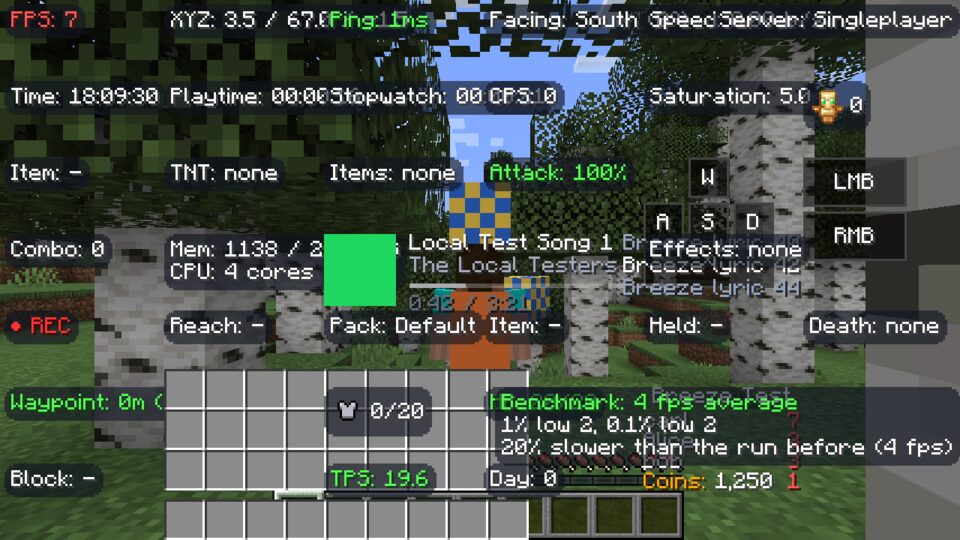 FPS: 7
XYZ: 3.5 / 67.0
Ping: 1ms
Facing: South
Speed
Server: Singleplayer
Time: 18:09:30
Playtime: 00:00
Stopwatch: 00
CPS: 0
Saturation: 5.0
0
Item: -
TNT: none
Items: none
Attack: 100%
W
LMB
A S D
RMB
Combo: 0
Mem: 1138 / 2
CPU: 4 cores
Local Test Song 1
The Local Testers
0:42 / 3:21
Effects: none
Breeze lyric 42
Breeze lyric 44
● REC
Reach: -
Pack: Default
Item: -
Held: -
Death: none
Waypoint: 0m (
0/20
Breeze Test
Benchmark: 4 fps average
1% low 2, 0.1% low 2
20% slower than the run before (4 fps)
Block: -
TPS: 19.6
Day: 0
Coins: 1,250
1